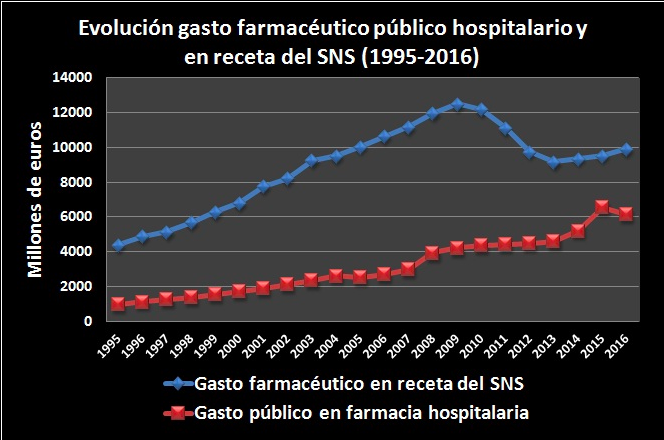 Evolución gasto farmacéutico público hospitalario y
en receta del SNS (1995-2016)
Millones de euros
14000
12000
10000
8000
6000
4000
2000
0
1995 1996 1997 1998 1999 2000 2001 2002 2003 2004 2005 2006 2007 2008 2009 2010 2011 2012 2013 2014 2015 2016
Gasto farmacéutico en receta del SNS
Gasto público en farmacia hospitalaria